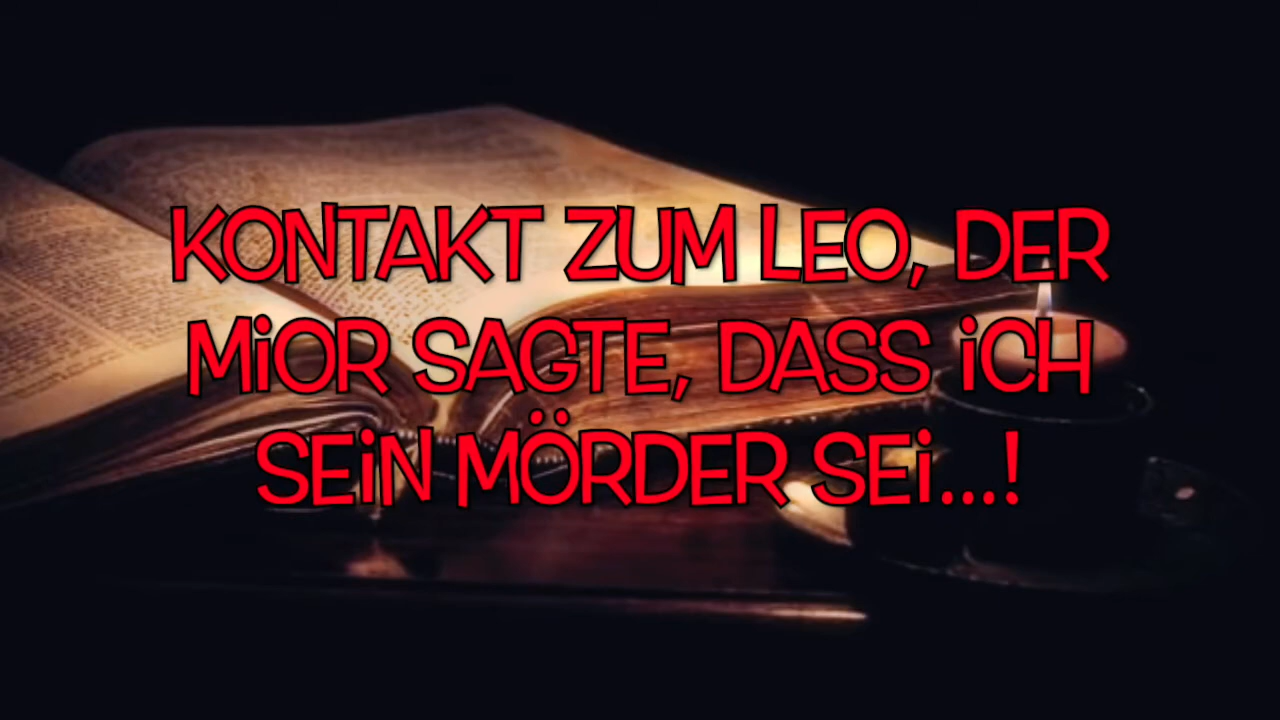 KONTAKT ZUM LEO, DER
MiOR SAGTE, DASS iCH
SEiN MÖRDER SEi...!